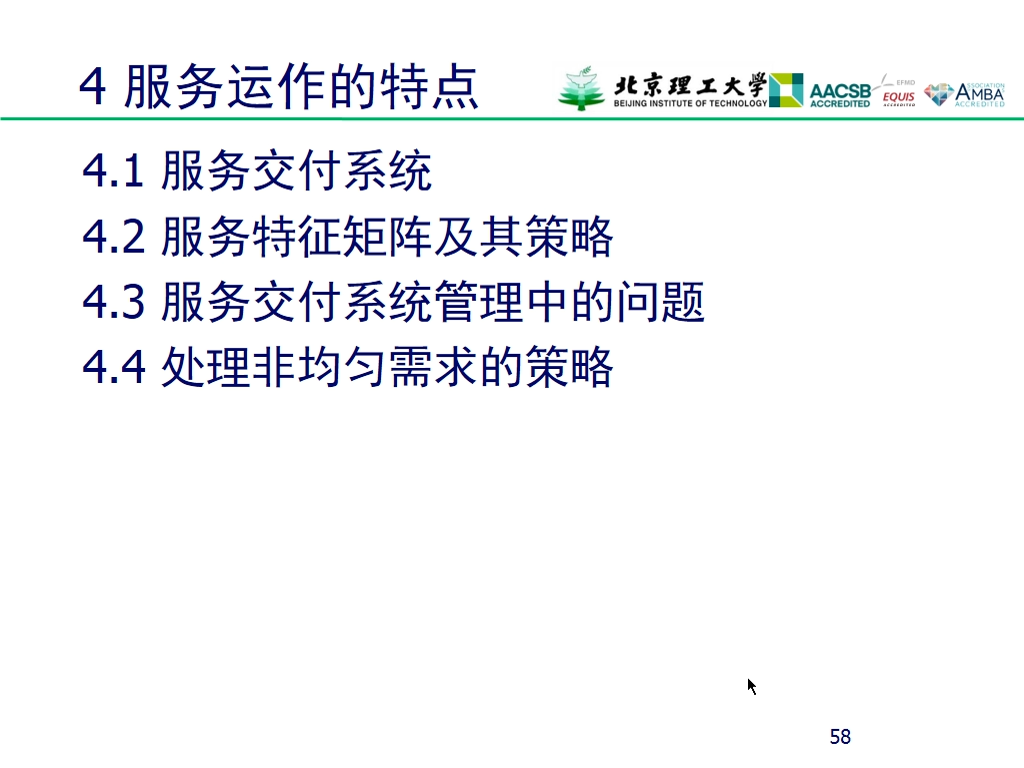 4 服务运作的特点
北京理工大学
BEIJING INSTITUTE OF TECHNOLOGY
AACSB
ACCREDITED
EFMD
EQUIS
ACCREDITED
ASSOCIATION
AMBA
ACCREDITED
4.1 服务交付系统
4.2 服务特征矩阵及其策略
4.3 服务交付系统管理中的问题
4.4 处理非均匀需求的策略
58